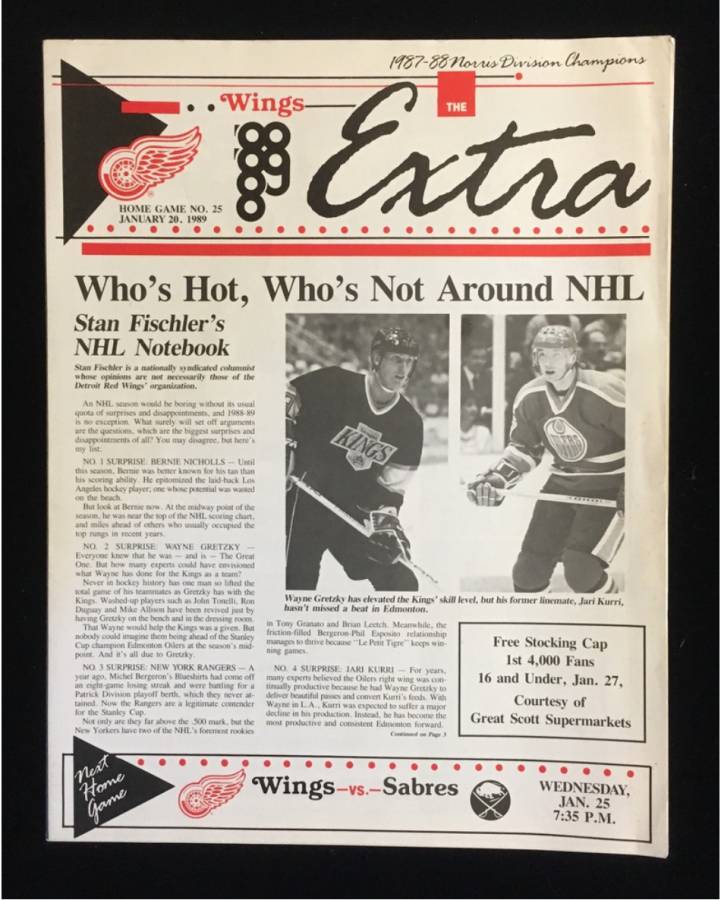 1987-88 Norris Division Champions
Wings
THE
Extra
88
89
HOME GAME NO. 25
JANUARY 20, 1989
Who's Hot, Who's Not Around NHL
Stan Fischler's
NHL Notebook
Stan Fischler is a nationally syndicated columnist
whose opinions are not necessarily those of the
Detroit Red Wings' organization.
An NHL season would be boring without its usual
quota of surprises and disappointments, and 1988-89
is no exception. What surely will set off arguments
are the questions, which are the biggest surprises and
disappointments of all? You may disagree, but here's
my list:
NO. 1 SURPRISE: BERNIE NICHOLLS — Until
this season, Bernie was better known for his tan than
his scoring ability. He epitomized the laid-back Los
Angeles hockey player; one whose potential was wasted
on the beach.
But look at Bernie now. At the midway point of the
season, he was near the top of the NHL scoring chart,
and miles ahead of others who usually occupied the
top rungs in recent years.
NO. 2 SURPRISE: WAYNE GRETZKY —
Everyone knew that he was — and is — The Great
One. But how many experts could have envisioned
what Wayne has done for the Kings as a team?
Never in hockey history has one man so lifted the
total game of his teammates as Gretzky has with the
Kings. Washed-up players such as John Tonelli, Ron
Duguay and Mike Allison have been revived just by
having Gretzky on the bench and in the dressing room.
That Wayne would help the Kings was a given. But
nobody could imagine them being ahead of the Stanley
Cup champion Edmonton Oilers at the season's mid-
point. And it's all due to Gretzky.
NO. 3 SURPRISE: NEW YORK RANGERS — A
year ago, Michel Bergeron's Blueshirts had come off
an eight-game losing streak and were battling for a
Patrick Division playoff berth, which they never at-
tained. Now the Rangers are a legitimate contender
for the Stanley Cup.
Not only are they far above the .500 mark, but the
New Yorkers have two of the NHL's foremost rookies
KINGS
OILERS
Wayne Gretzky has elevated the Kings' skill level, but his former linemate, Jari Kurri,
hasn't missed a beat in Edmonton.
in Tony Granato and Brian Leetch. Meanwhile, the
friction-filled Bergeron-Phil Esposito relationship
manages to thrive because "Le Petit Tigre" keeps win-
ning games.
NO. 4 SURPRISE: JARI KURRI — For years,
many experts believed the Oilers right wing was con-
tinually productive because he had Wayne Gretzky to
deliver beautiful passes and convert Kurri's feeds. With
Wayne in L.A., Kurri was expected to suffer a major
decline in his production. Instead, he has become the
most productive and consistent Edmonton forward.
Continued on Page 3
Free Stocking Cap
1st 4,000 Fans
16 and Under, Jan. 27,
Courtesy of
Great Scott Supermarkets
Next
Home
Game
Wings-vs.-Sabres
WEDNESDAY,
JAN. 25
7:35 P.M.